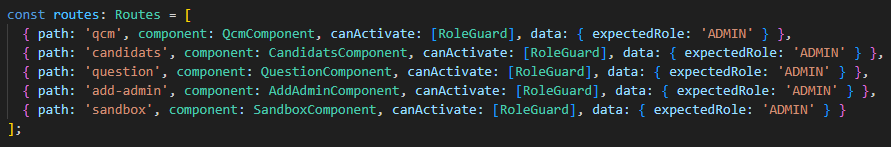 const routes: Routes = [
{ path: 'qcm', component: QcmComponent, canActivate: [RoleGuard], data: { expectedRole: 'ADMIN' } },
{ path: 'candidats', component: CandidatsComponent, canActivate: [RoleGuard], data: { expectedRole: 'ADMIN' } },
{ path: 'question', component: QuestionComponent, canActivate: [RoleGuard], data: { expectedRole: 'ADMIN' } },
{ path: 'add-admin', component: AddAdminComponent, canActivate: [RoleGuard], data: { expectedRole: 'ADMIN' } },
{ path: 'sandbox', component: SandboxComponent, canActivate: [RoleGuard], data: { expectedRole: 'ADMIN' } }
];